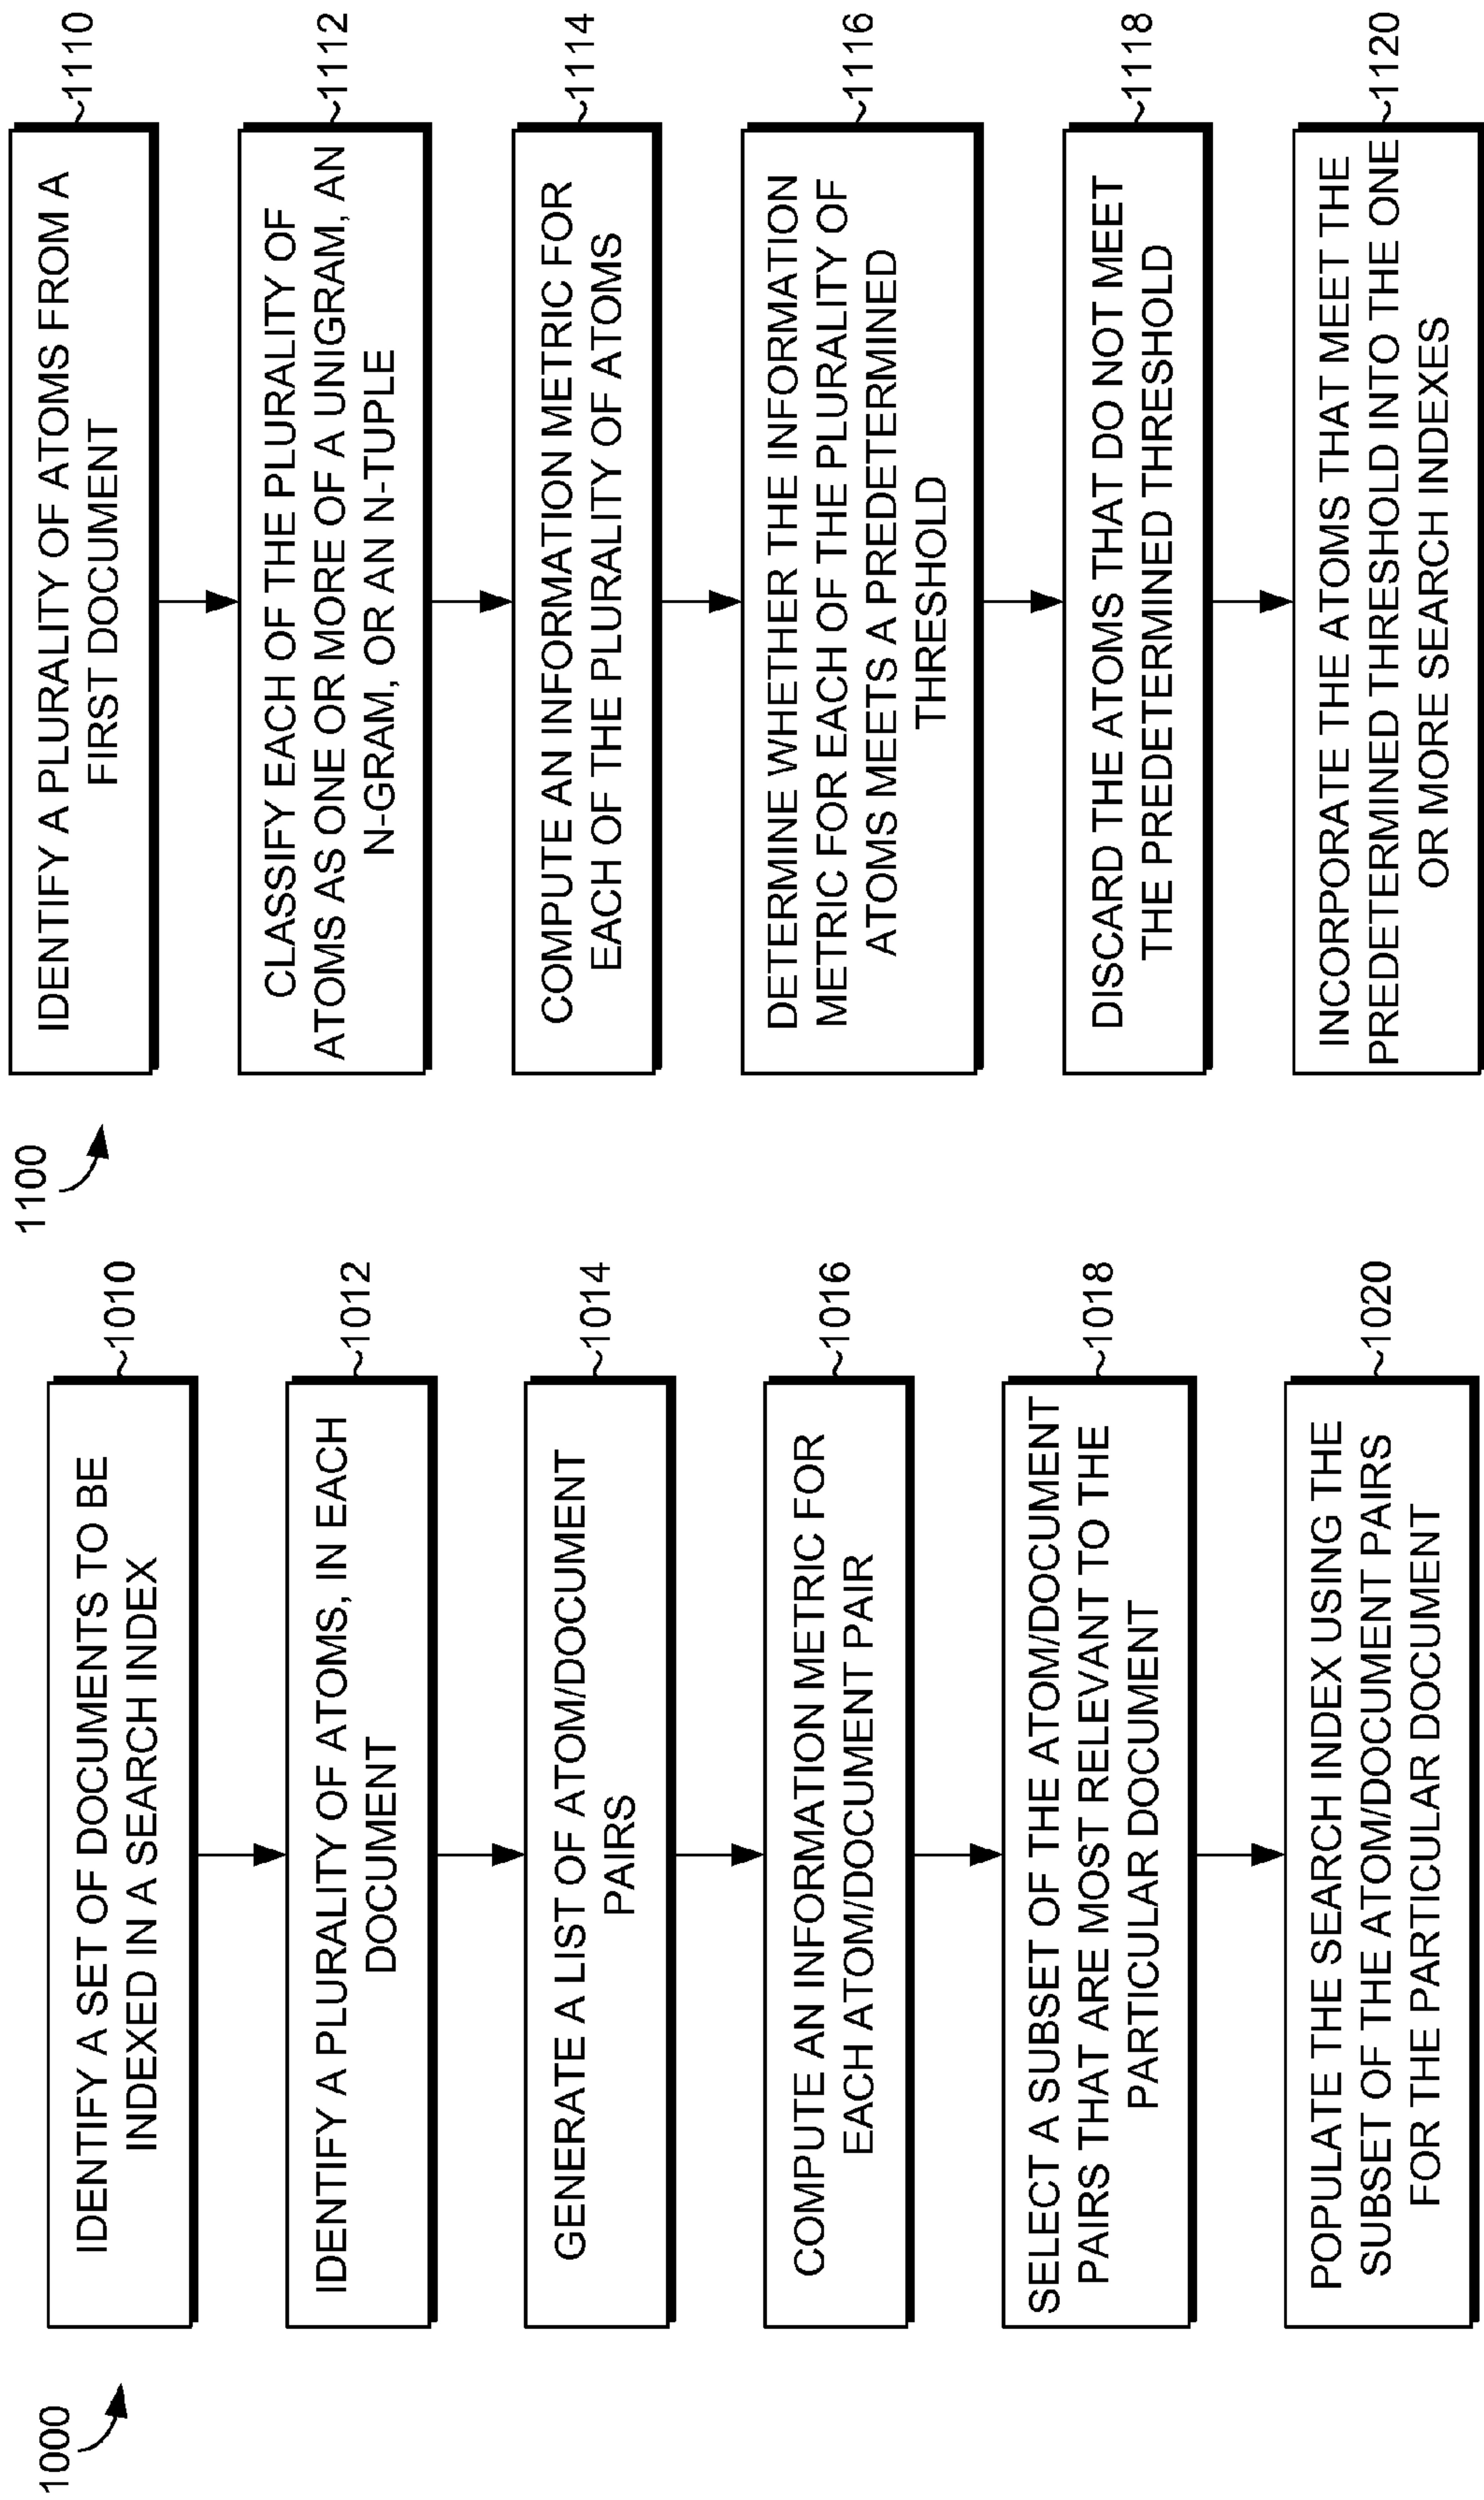 1000
IDENTIFY A SET OF DOCUMENTS TO BE
INDEXED IN A SEARCH INDEX
1010
IDENTIFY A PLURALITY OF ATOMS, IN EACH
DOCUMENT
1012
GENERATE A LIST OF ATOM/DOCUMENT
PAIRS
1014
COMPUTE AN INFORMATION METRIC FOR
EACH ATOM/DOCUMENT PAIR
1016
SELECT A SUBSET OF THE ATOM/DOCUMENT
PAIRS THAT ARE MOST RELEVANT TO THE
PARTICULAR DOCUMENT
1018
POPULATE THE SEARCH INDEX USING THE
SUBSET OF THE ATOM/DOCUMENT PAIRS
FOR THE PARTICULAR DOCUMENT
1020
1100
IDENTIFY A PLURALITY OF ATOMS FROM A
FIRST DOCUMENT
1110
CLASSIFY EACH OF THE PLURALITY OF
ATOMS AS ONE OR MORE OF A UNIGRAM, AN
N-GRAM, OR AN N-TUPLE
1112
COMPUTE AN INFORMATION METRIC FOR
EACH OF THE PLURALITY OF ATOMS
1114
DETERMINE WHETHER THE INFORMATION
METRIC FOR EACH OF THE PLURALITY OF
ATOMS MEETS A PREDETERMINED
THRESHOLD
1116
DISCARD THE ATOMS THAT DO NOT MEET
THE PREDETERMINED THRESHOLD
1118
INCORPORATE THE ATOMS THAT MEET THE
PREDETERMINED THRESHOLD INTO THE ONE
OR MORE SEARCH INDEXES
1120